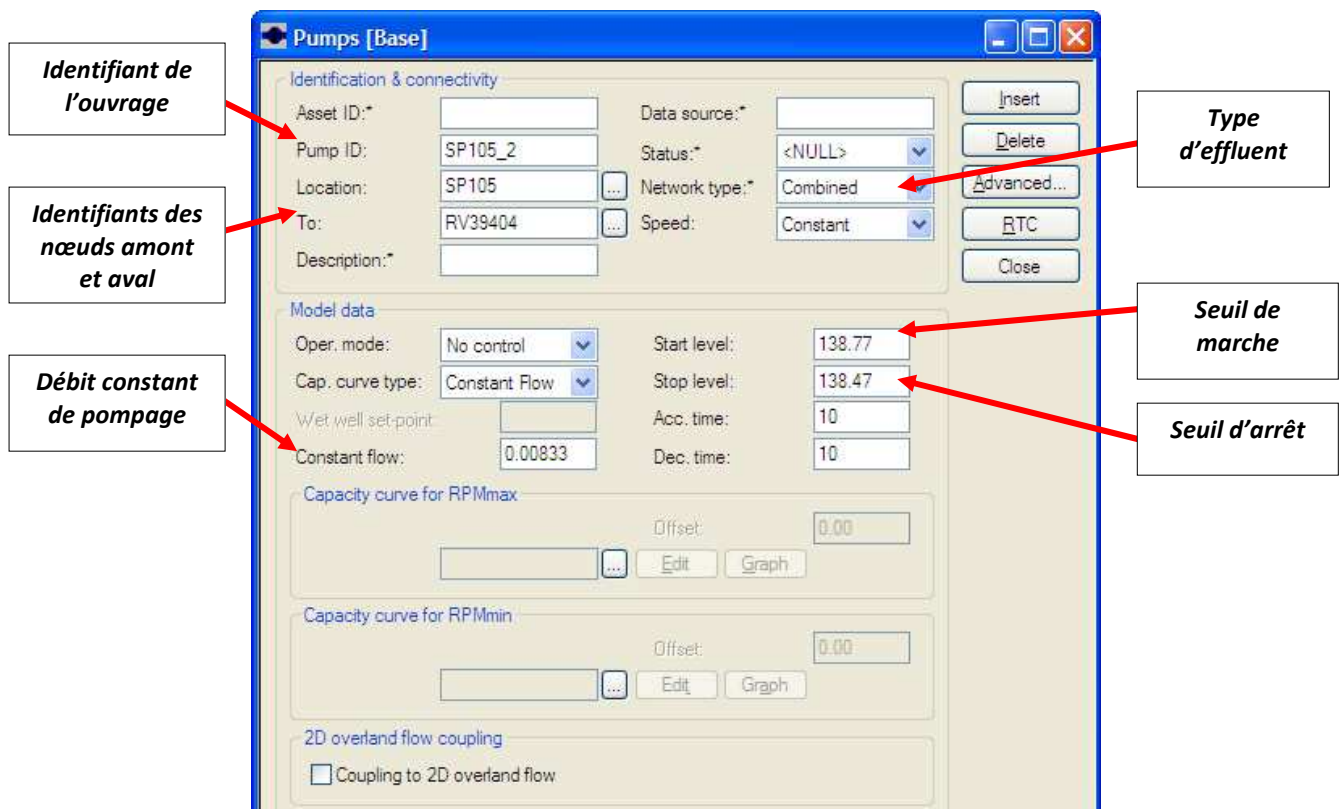 Pumps [Base]
Identifiant de
l'ouvrage
Identifiants des
nœuds amont
et aval
Débit constant
de pompage
Identification & connectivity
Asset ID:*
Data source:*
Pump ID: SP105_2
Status:* <NULL>
Location: SP105 ...
Network type:* Combined
To: RV39404 ...
Speed: Constant
Description:*
Insert
Delete
Advanced...
RTC
Close
Type
d'effluent
Model data
Oper. mode: No control
Start level: 138.77
Cap. curve type: Constant Flow
Stop level: 138.47
Wet well set-point:
Acc. time: 10
Constant flow: 0.00833
Dec. time: 10
Seuil de
marche
Seuil d'arrêt
Capacity curve for RPMmax
Offset: 0.00
... Edit Graph
Capacity curve for RPMmin
Offset: 0.00
... Edit Graph
2D overland flow coupling
Coupling to 2D overland flow